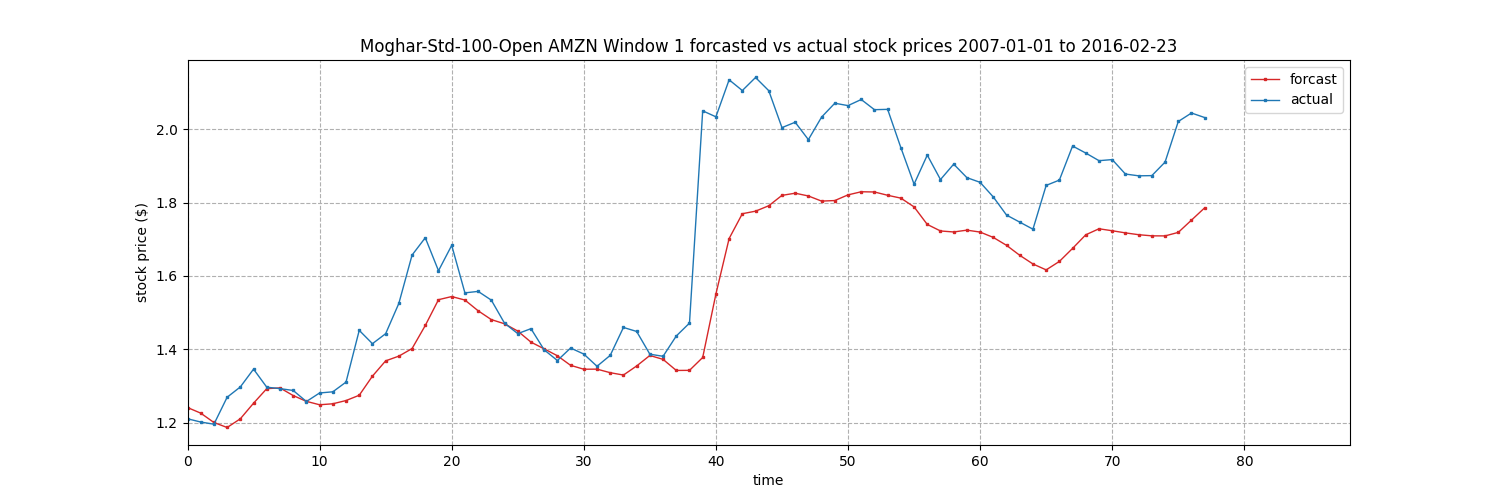 Moghar-Std-100-Open AMZN Window 1 forcasted vs actual stock prices 2007-01-01 to 2016-02-23
forcast
actual
stock price ($)
2.0
1.8
1.6
1.4
1.2
0 10 20 30 40 50 60 70 80
time